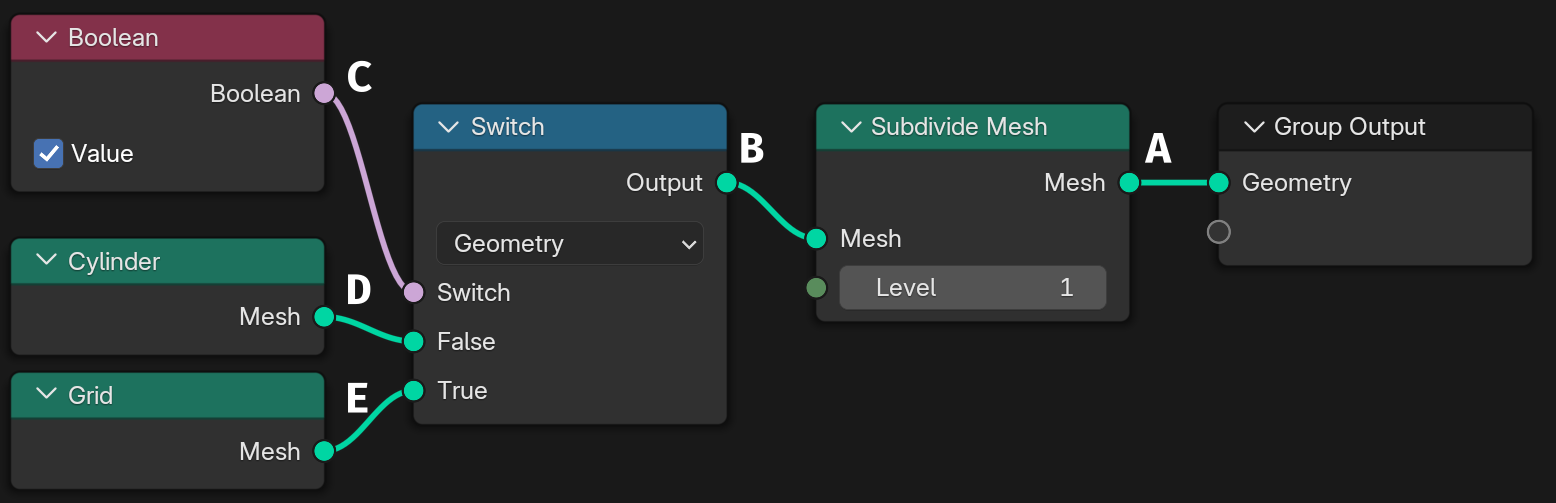 Boolean
Boolean
Value
C
Cylinder
Mesh
D
Grid
Mesh
E
Switch
Output
Geometry
Switch
False
True
B
Subdivide Mesh
Mesh
Mesh
Level 1
A
Group Output
Geometry